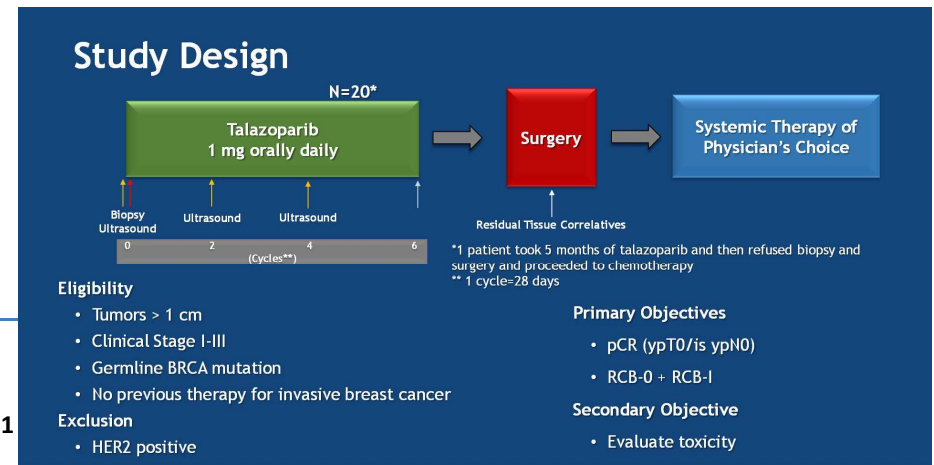 Study Design
N=20*
Talazoparib
1 mg orally daily
Surgery
Systemic Therapy of
Physician's Choice
Biopsy
Ultrasound
Ultrasound
Ultrasound
Residual Tissue Correlatives
0 2 4 6
(Cycles**)
*1 patient took 5 months of talazoparib and then refused biopsy and
surgery and proceeded to chemotherapy
** 1 cycle=28 days
Eligibility
• Tumors > 1 cm
• Clinical Stage I-III
• Germline BRCA mutation
• No previous therapy for invasive breast cancer
Exclusion
• HER2 positive
Primary Objectives
• pCR (ypT0/is ypN0)
• RCB-0 + RCB-I
Secondary Objective
• Evaluate toxicity
1